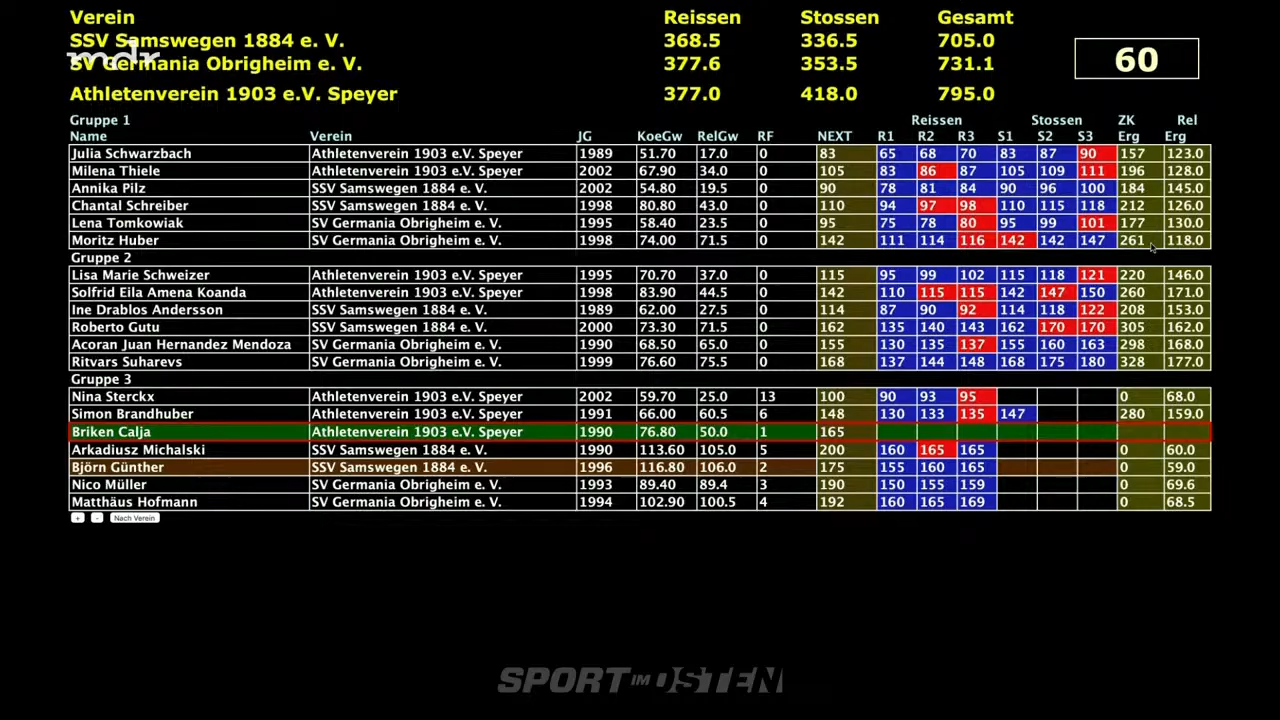 Verein Reissen Stossen Gesamt
SSV Samswegen 1884 e. V. 368.5 336.5 705.0
mdr
SV Germania Obrigheim e. V. 377.6 353.5 731.1
60
Athletenverein 1903 e.V. Speyer 377.0 418.0 795.0
Gruppe 1 Reissen Stossen ZK Rel
Name Verein JG KoeGw RelGw RF NEXT R1 R2 R3 S1 S2 S3 Erg Erg
Julia Schwarzbach Athletenverein 1903 e.V. Speyer 1989 51.70 17.0 0 83 65 68 70 83 87 90 157 123.0
Milena Thiele Athletenverein 1903 e.V. Speyer 2002 67.90 34.0 0 105 83 86 87 105 109 111 196 128.0
Annika Pilz SSV Samswegen 1884 e. V. 2002 54.80 19.5 0 90 78 81 84 90 96 100 184 145.0
Chantal Schreiber SSV Samswegen 1884 e. V. 1998 80.80 43.0 0 110 94 97 98 110 115 118 212 126.0
Lena Tomkowiak SV Germania Obrigheim e. V. 1995 58.40 23.5 0 95 75 78 80 95 99 101 177 130.0
Moritz Huber SV Germania Obrigheim e. V. 1998 74.00 71.5 0 142 111 114 116 142 142 147 261 118.0
Gruppe 2
Lisa Marie Schweizer Athletenverein 1903 e.V. Speyer 1995 70.70 37.0 0 115 95 99 102 115 118 121 220 146.0
Solfrid Eila Amena Koanda Athletenverein 1903 e.V. Speyer 1998 83.90 44.5 0 142 110 115 115 142 147 150 260 171.0
Ine Drablos Andersson SSV Samswegen 1884 e. V. 1989 62.00 27.5 0 114 87 90 92 114 118 122 208 153.0
Roberto Gutu SSV Samswegen 1884 e. V. 2000 73.30 71.5 0 162 135 140 143 162 170 170 305 162.0
Acoran Juan Hernandez Mendoza SV Germania Obrigheim e. V. 1990 68.50 65.0 0 155 130 135 137 155 160 163 298 168.0
Ritvars Suharevs SV Germania Obrigheim e. V. 1999 76.60 75.5 0 168 137 144 148 168 175 180 328 177.0
Gruppe 3
Nina Sterckx Athletenverein 1903 e.V. Speyer 2002 59.70 25.0 13 100 90 93 95 0 68.0
Simon Brandhuber Athletenverein 1903 e.V. Speyer 1991 66.00 60.5 6 148 130 133 135 147 280 159.0
Briken Calja Athletenverein 1903 e.V. Speyer 1990 76.80 50.0 1 165
Arkadiusz Michalski SSV Samswegen 1884 e. V. 1990 113.60 105.0 5 200 160 165 165 0 60.0
Björn Günther SSV Samswegen 1884 e. V. 1996 116.80 106.0 2 175 155 160 165 0 59.0
Nico Müller SV Germania Obrigheim e. V. 1993 89.40 89.4 3 190 150 155 159 0 69.6
Matthäus Hofmann SV Germania Obrigheim e. V. 1994 102.90 100.5 4 192 160 165 169 0 68.5
+ - Nach Verein
SPORT IM OSTEN